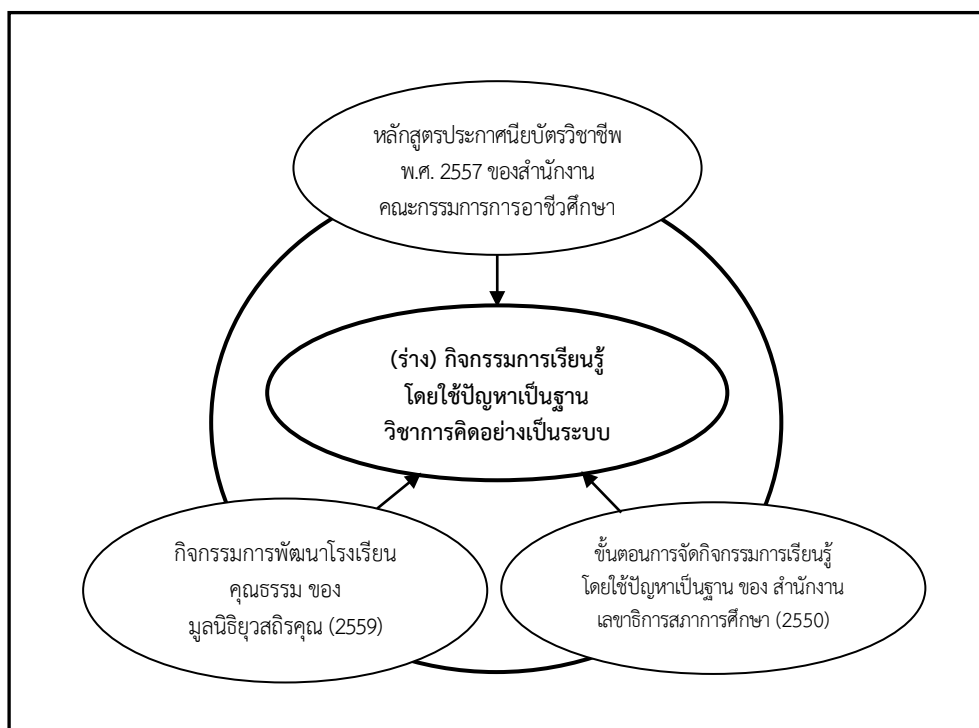 หลักสูตรประกาศนียบัตรวิชาชีพ
พ.ศ. 2557 ของสำนักงาน
คณะกรรมการการอาชีวศึกษา
(ร่าง) กิจกรรมการเรียนรู้
โดยใช้ปัญหาเป็นฐาน
วิชาการคิดอย่างเป็นระบบ
กิจกรรมการพัฒนาโรงเรียน
คุณธรรม ของ
มูลนิธิยุวสถิรคุณ (2559)
ขั้นตอนการจัดกิจกรรมการเรียนรู้
โดยใช้ปัญหาเป็นฐาน ของ สำนักงาน
เลขาธิการสภาการศึกษา (2550)